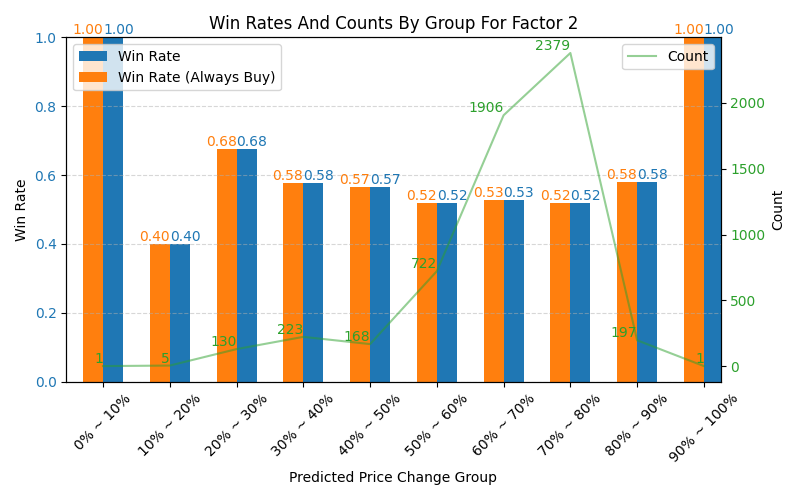 Win Rates And Counts By Group For Factor 2
1.00 1.00 0.40 0.40 0.68 0.68 0.58 0.58 0.57 0.57 0.52 0.52 0.53 0.53 0.52 0.52 0.58 0.58 1.00 1.00
Win Rate
Win Rate (Always Buy)
Count
1 5 130 223 168 722 1906 2379 197 1
1.0
0.8
0.6
0.4
0.2
0.0
Win Rate
2000
1500
1000
500
0
Count
0% ~ 10% 10% ~ 20% 20% ~ 30% 30% ~ 40% 40% ~ 50% 50% ~ 60% 60% ~ 70% 70% ~ 80% 80% ~ 90% 90% ~ 100%
Predicted Price Change Group